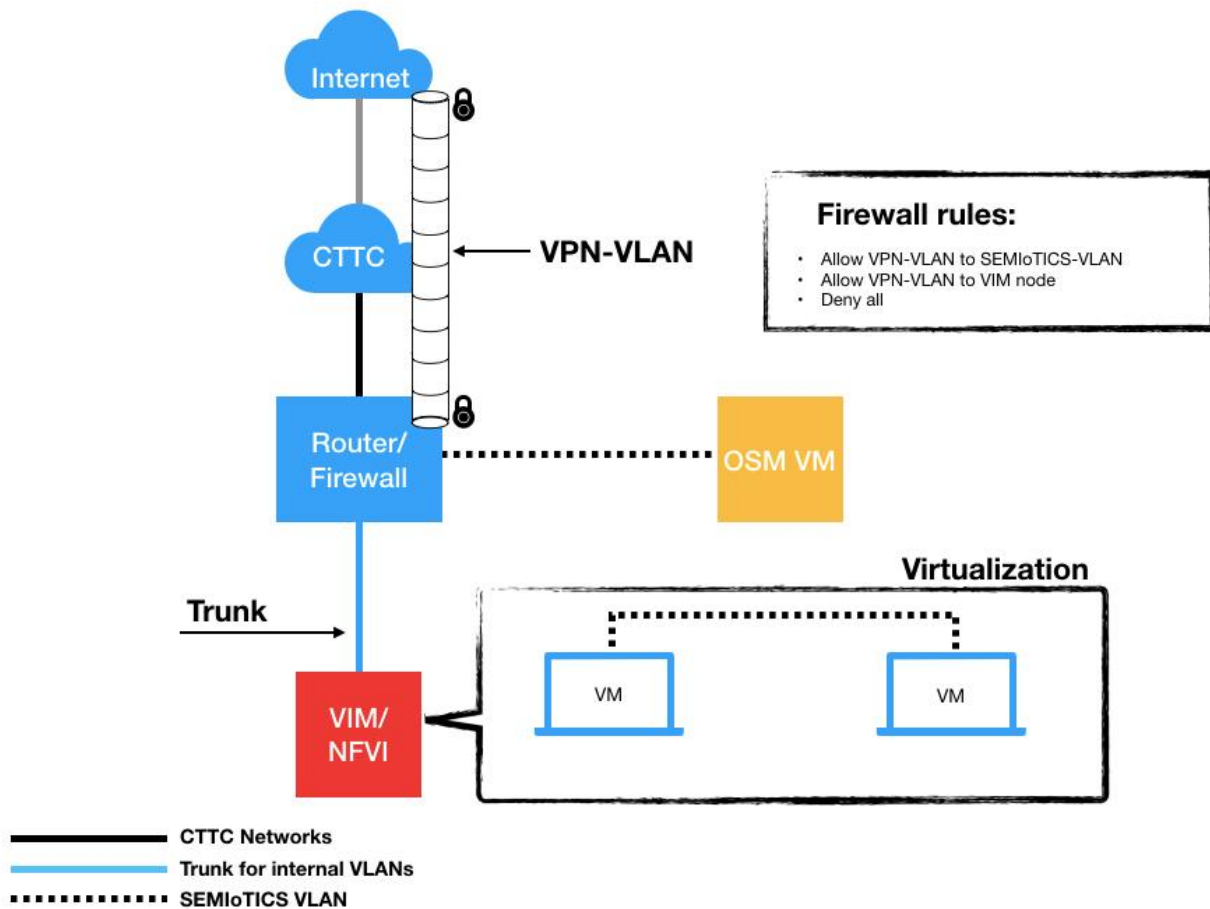 Internet
CTTC
VPN-VLAN
Firewall rules:
• Allow VPN-VLAN to SEMIoTICS-VLAN
• Allow VPN-VLAN to VIM node
• Deny all
Router/
Firewall
OSM VM
Virtualization
Trunk
VM
VM
VIM/
NFVI
CTTC Networks
Trunk for internal VLANs
SEMIoTICS VLAN